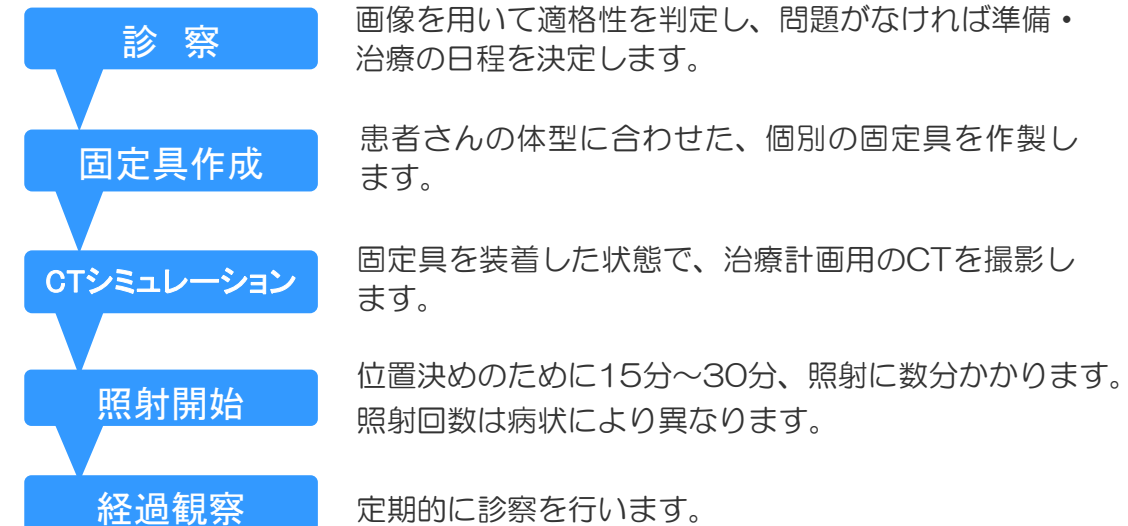 診 察
画像を用いて適格性を判定し、問題がなければ準備・
治療の日程を決定します。
固定具作成
患者さんの体型に合わせた、個別の固定具を作製し
ます。
CTシミュレーション
固定具を装着した状態で、治療計画用のCTを撮影し
ます。
照射開始
位置決めのために15分～30分、照射に数分かかります。
照射回数は病状により異なります。
経過観察
定期的に診察を行います。